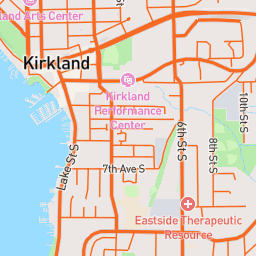 land Arts Center
Kirkland
Kirkland
Performance
Center
Lake St S
7th Ave S
6th St S
8th St S
10th St S
Eastside Therapeutic
Resource